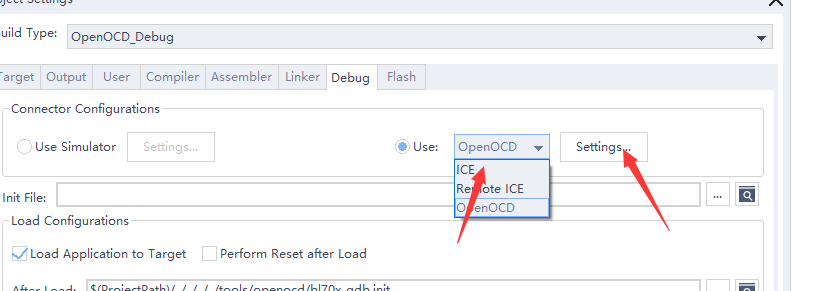 oject Settings
uild Type: OpenOCD_Debug
Target Output User Compiler Assembler Linker Debug Flash
Connector Configurations
Use Simulator Settings... Use: OpenOCD Settings...
ICE
Remote ICE
OpenOCD
Init File: ...
Load Configurations
Load Application to Target Perform Reset after Load
After Load: $(ProjectPath)/../../../tools/openocd/bl70x_gdb.init